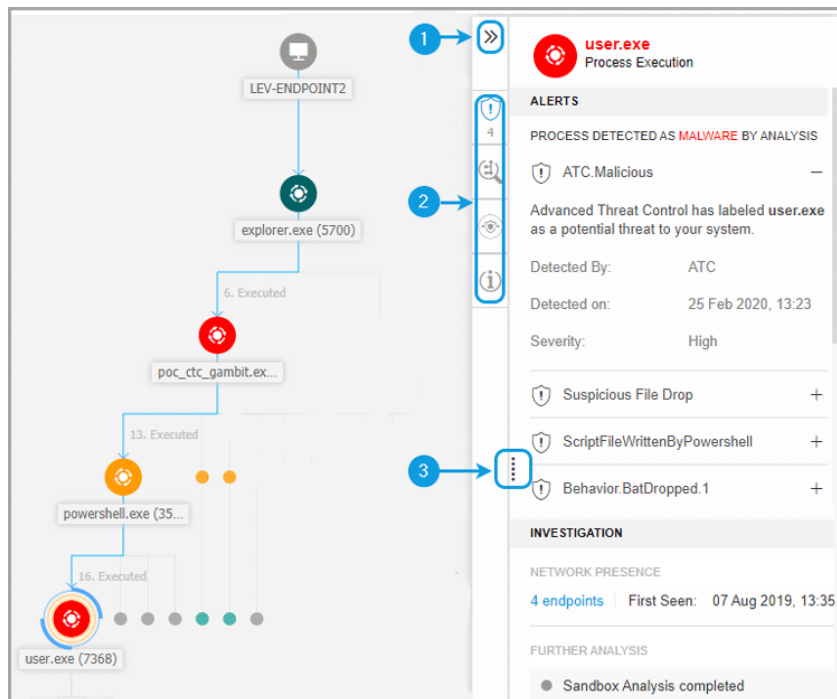 1
user.exe
Process Execution
LEV-ENDPOINT2
ALERTS
4
PROCESS DETECTED AS MALWARE BY ANALYSIS
ATC.Malicious
2
Advanced Threat Control has labeled user.exe
as a potential threat to your system.
explorer.exe (5700)
Detected By: ATC
6. Executed
Detected on: 25 Feb 2020, 13:23
Severity: High
poc_ctc_gambit.ex...
Suspicious File Drop
13. Executed
ScriptFileWrittenByPowershell
3
Behavior.BatDropped.1
powershell.exe (35...
INVESTIGATION
NETWORK PRESENCE
16. Executed
4 endpoints First Seen: 07 Aug 2019, 13:35
FURTHER ANALYSIS
user.exe (7368)
Sandbox Analysis completed